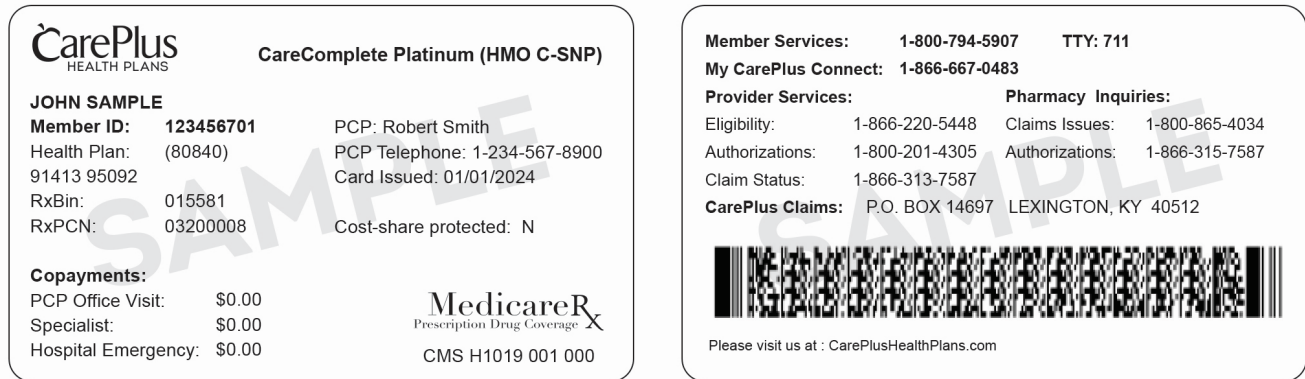 CarePlus
HEALTH PLANS
CareComplete Platinum (HMO C-SNP)
JOHN SAMPLE
Member ID: 123456701
Health Plan: (80840)
91413 95092
RxBin: 015581
RxPCN: 03200008
PCP: Robert Smith
PCP Telephone: 1-234-567-8900
Card Issued: 01/01/2024
Cost-share protected: N
SAMPLE
Copayments:
PCP Office Visit: $0.00
Specialist: $0.00
Hospital Emergency: $0.00
MedicareRx
Prescription Drug Coverage
CMS H1019 001 000
Member Services: 1-800-794-5907 TTY: 711
My CarePlus Connect: 1-866-667-0483
Provider Services:
Eligibility: 1-866-220-5448
Authorizations: 1-800-201-4305
Claim Status: 1-866-313-7587
Pharmacy Inquiries:
Claims Issues: 1-800-865-4034
Authorizations: 1-866-315-7587
CarePlus Claims: P.O. BOX 14697 LEXINGTON, KY 40512
SAMPLE
Please visit us at : CarePlusHealthPlans.com